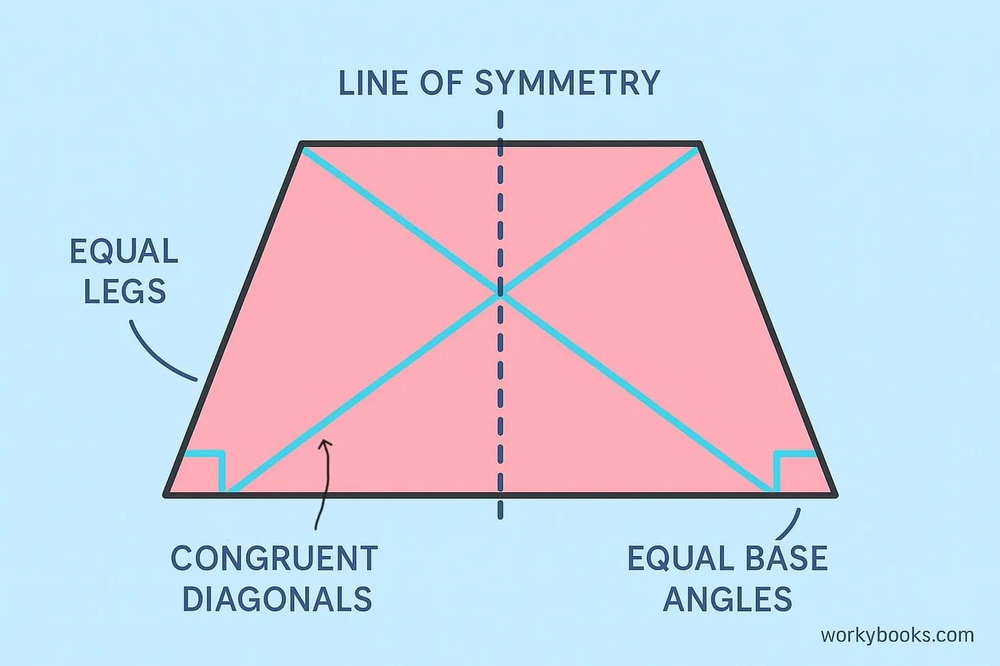 LINE OF SYMMETRY
EQUAL
LEGS
CONGRUENT
DIAGONALS
EQUAL BASE
ANGLES
workybooks.com